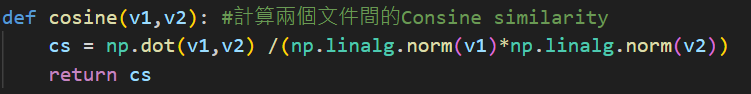 def cosine(v1,v2): #計算兩個文件間的Consine similarity
    cs = np.dot(v1,v2) /(np.linalg.norm(v1)*np.linalg.norm(v2))
    return cs